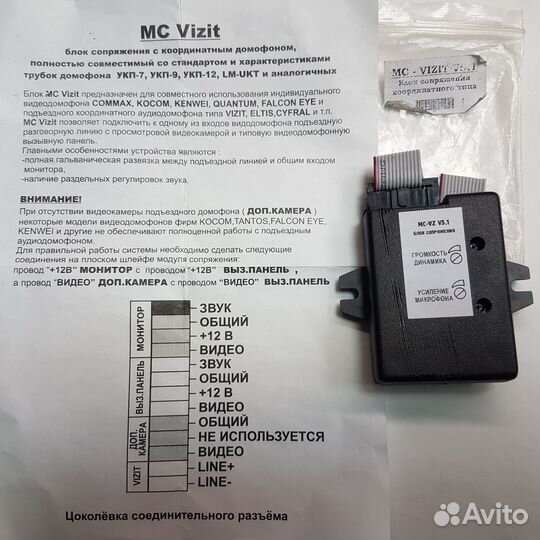 MC Vizit
блок сопряжения с координатным домофоном,
полностью совместимый со стандартом и характеристиками
трубок домофона УКП-7, УКП-9, УКП-12, LM-UKT и аналогичных
Блок MC Vizit предназначен для совместного использования индивидуального
видеодомофона COMMAX, KOCOM, KENWEI, QUANTUM, FALCON EYE и
подъездного координатного аудиодомофона типа VIZIT, ELTIS,CYFRAL и т.п.
MC Vizit позволяет подключить к одному из входов видодомофона подъездную
разговорную линию с просмотровой видеокамерой и типовую видеодомофонную
вызывную панель.
Главными особенностями устройства являются :
-полная гальваническая развязка между подъездной линией и общим входом
монитора,
-наличие раздельных регулировок звука.
ВНИМАНИЕ!
При отсутствии видеокамеры подъездного домофона ( ДОП.КАМЕРА )
некоторые модели видеодомофонов фирм KOCOM,TANTOS,FALCON EYE,
KENWEI и другие не обеспечивают полноценной работы с подъездным
аудиодомофоном.
Для правильной работы системы необходимо сделать следующие
соединения на плоском шлейфе модуля сопряжения:
провод "+12В" МОНИТОР с проводом "+12В" ВЫЗ.ПАНЕЛЬ ,
а провод "ВИДЕО" ДОП.КАМЕРА с проводом "ВИДЕО" ВЫЗ.ПАНЕЛЬ
МОНИТОР
ЗВУК
ОБЩИЙ
+12 В
ВИДЕО
ВЫЗ.ПАНЕЛЬ
ЗВУК
ОБЩИЙ
+12 В
ВИДЕО
ДОП. КАМЕРА
ОБЩИЙ
НЕ ИСПОЛЬЗУЕТСЯ
ВИДЕО
VIZIT
LINE+
LINE-
Цоколёвка соединительного разъёма
MC - VIZIT V5.1
Блок сопряжения
координатного типа
MC-VZ V5.1
БЛОК СОПРЯЖЕНИЯ
ГРОМКОСТЬ
ДИНАМИКА
УСИЛЕНИЕ
МИКРОФОНА
Avito